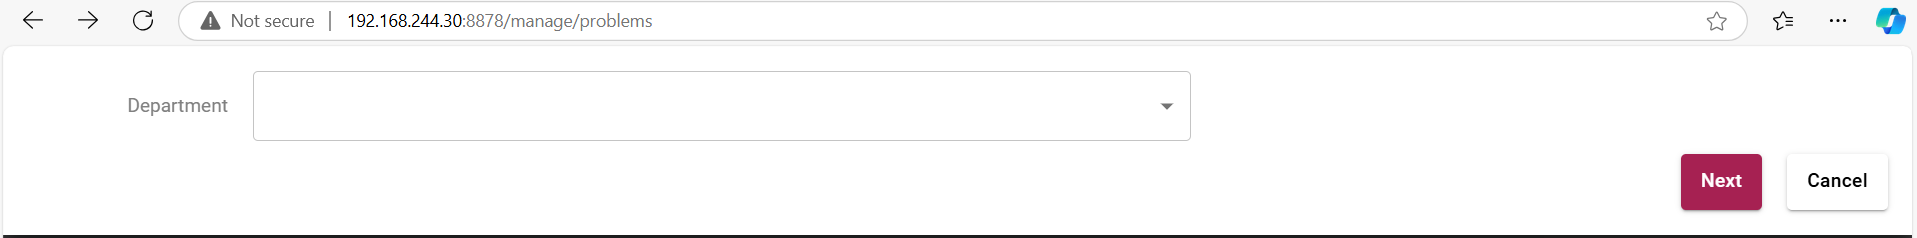 Not secure | 192.168.244.30:8878/manage/problems
Department
Next Cancel